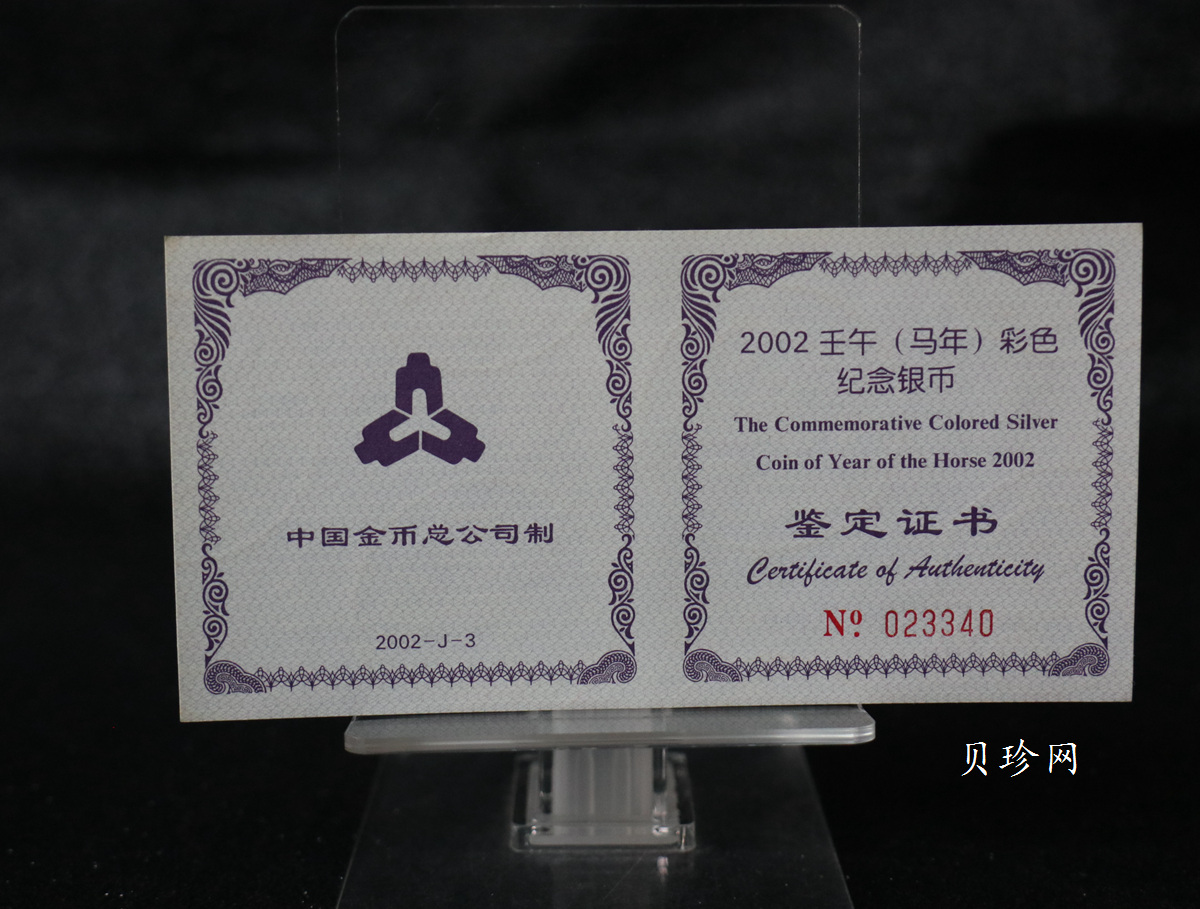 中国金币总公司制
2002-J-3
2002 壬午（马年）彩色
纪念银币
The Commemorative Colored Silver
Coin of Year of the Horse 2002
鉴定证书
Certificate of Authenticity
Nº 023340
贝珍网